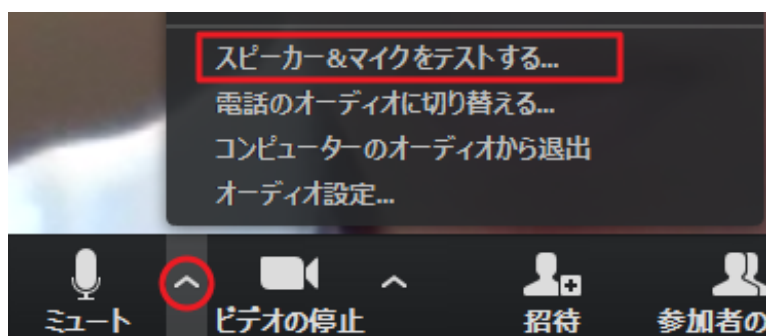 スピーカー&マイクをテストする...
電話のオーディオに切り替える...
コンピューターのオーディオから退出
オーディオ設定...
ミュート
ビデオの停止
招待
参加者の